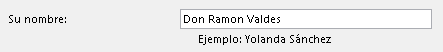 Su nombre: Don Ramon Valdes
Ejemplo: Yolanda Sánchez